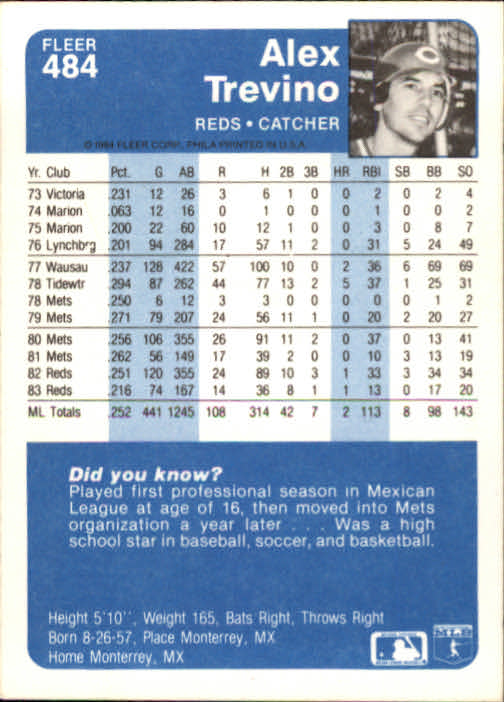 FLEER
484
Alex
Trevino
REDS • CATCHER
© 1984 FLEER CORP. PHILA PRINTED IN U.S.A.
Yr. Club Pct. G AB R H 2B 3B HR RBI SB BB SO
73 Victoria .231 12 26 3 6 1 0 0 2 0 2 4
74 Marion .063 12 16 0 1 0 0 0 1 0 0 2
75 Marion .200 22 60 10 12 1 0 0 3 0 8 7
76 Lynchbrg .201 94 284 17 57 11 2 0 31 5 24 49
77 Wausau .237 128 422 57 100 10 0 2 36 6 69 69
78 Tidewtr .294 87 262 44 77 13 2 5 37 1 25 31
78 Mets .250 6 12 3 3 0 0 0 0 0 1 2
79 Mets .271 79 207 24 56 11 1 0 20 2 20 27
80 Mets .256 106 355 26 91 11 2 0 37 0 13 41
81 Mets .262 56 149 17 39 2 0 0 10 3 13 19
82 Reds .251 120 355 24 89 10 3 1 33 3 34 34
83 Reds .216 74 167 14 36 8 1 1 13 0 17 20
ML Totals .252 441 1245 108 314 42 7 2 113 8 98 143
Did you know?
Played first professional season in Mexican
League at age of 16, then moved into Mets
organization a year later . . . Was a high
school star in baseball, soccer, and basketball.
Height 5'10'', Weight 165, Bats Right, Throws Right
Born 8-26-57, Place Monterrey, MX
Home Monterrey, MX